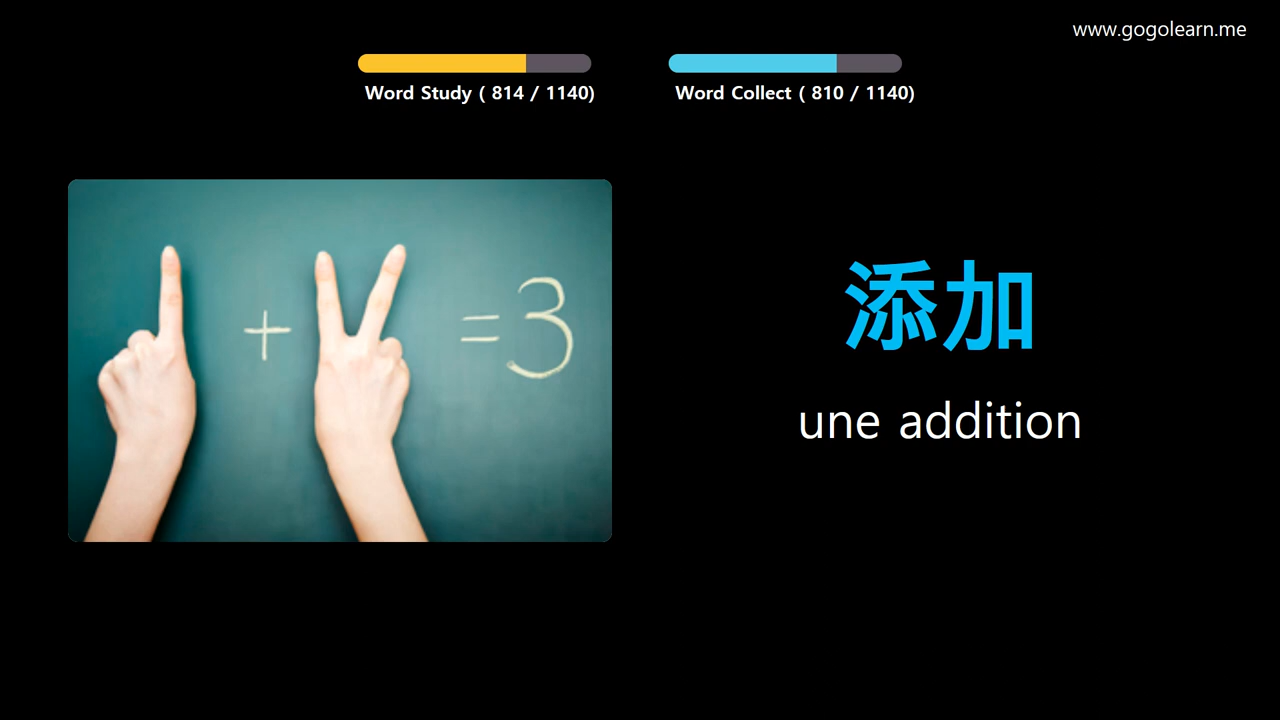 www.gogolearn.me
Word Study ( 814 / 1140)
Word Collect ( 810 / 1140)
+ = 3
添加
une addition